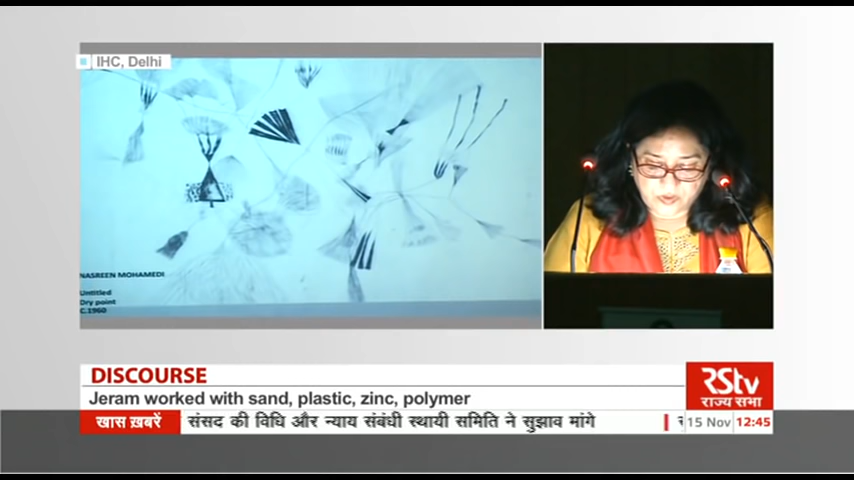 IHC, Delhi
NASREEN MOHAMEDI
Untitled
Dry point
C.1960
DISCOURSE
Jeram worked with sand, plastic, zinc, polymer
RSTV
राज्य सभा
खास ख़बरें
संसद की विधि और न्याय संबंधी स्थायी समिति ने सुझाव मांगे
15 Nov 12:45